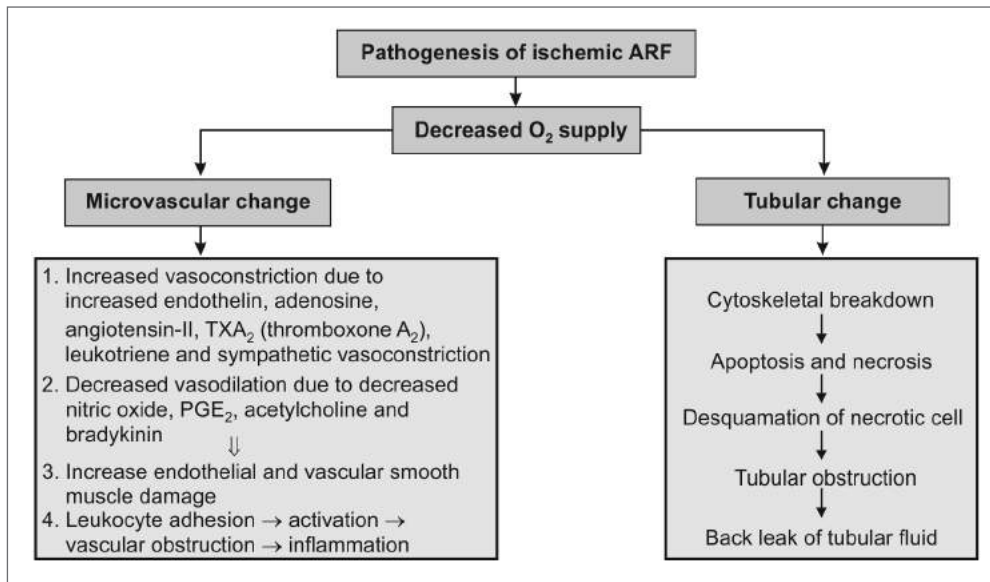 Pathogenesis of ischemic ARF
Decreased O₂ supply
Microvascular change
1. Increased vasoconstriction due to
increased endothelin, adenosine,
angiotensin-II, TXA₂ (thromboxone A₂),
leukotriene and sympathetic vasoconstriction
2. Decreased vasodilation due to decreased
nitric oxide, PGE₂, acetylcholine and
bradykinin
⇓
3. Increase endothelial and vascular smooth
muscle damage
4. Leukocyte adhesion → activation →
vascular obstruction → inflammation
Tubular change
Cytoskeletal breakdown
Apoptosis and necrosis
Desquamation of necrotic cell
Tubular obstruction
Back leak of tubular fluid